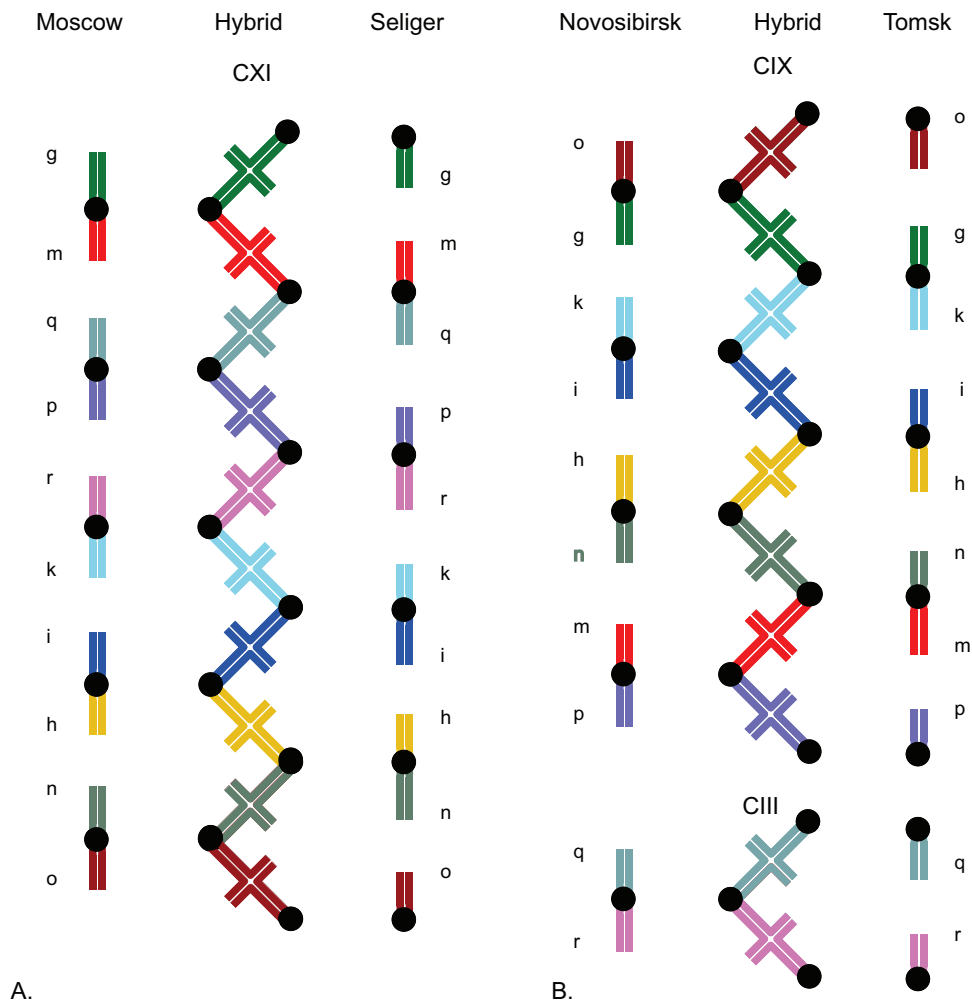 Moscow Hybrid Seliger
CXI
g
g
m
m
q
q
p
p
r
r
k
k
i
i
h
h
n
n
o
o
A.
Novosibirsk Hybrid Tomsk
CIX
o
o
g
g
k
k
i
i
h
h
n
n
m
m
p
p
CIII
q
q
r
r
B.